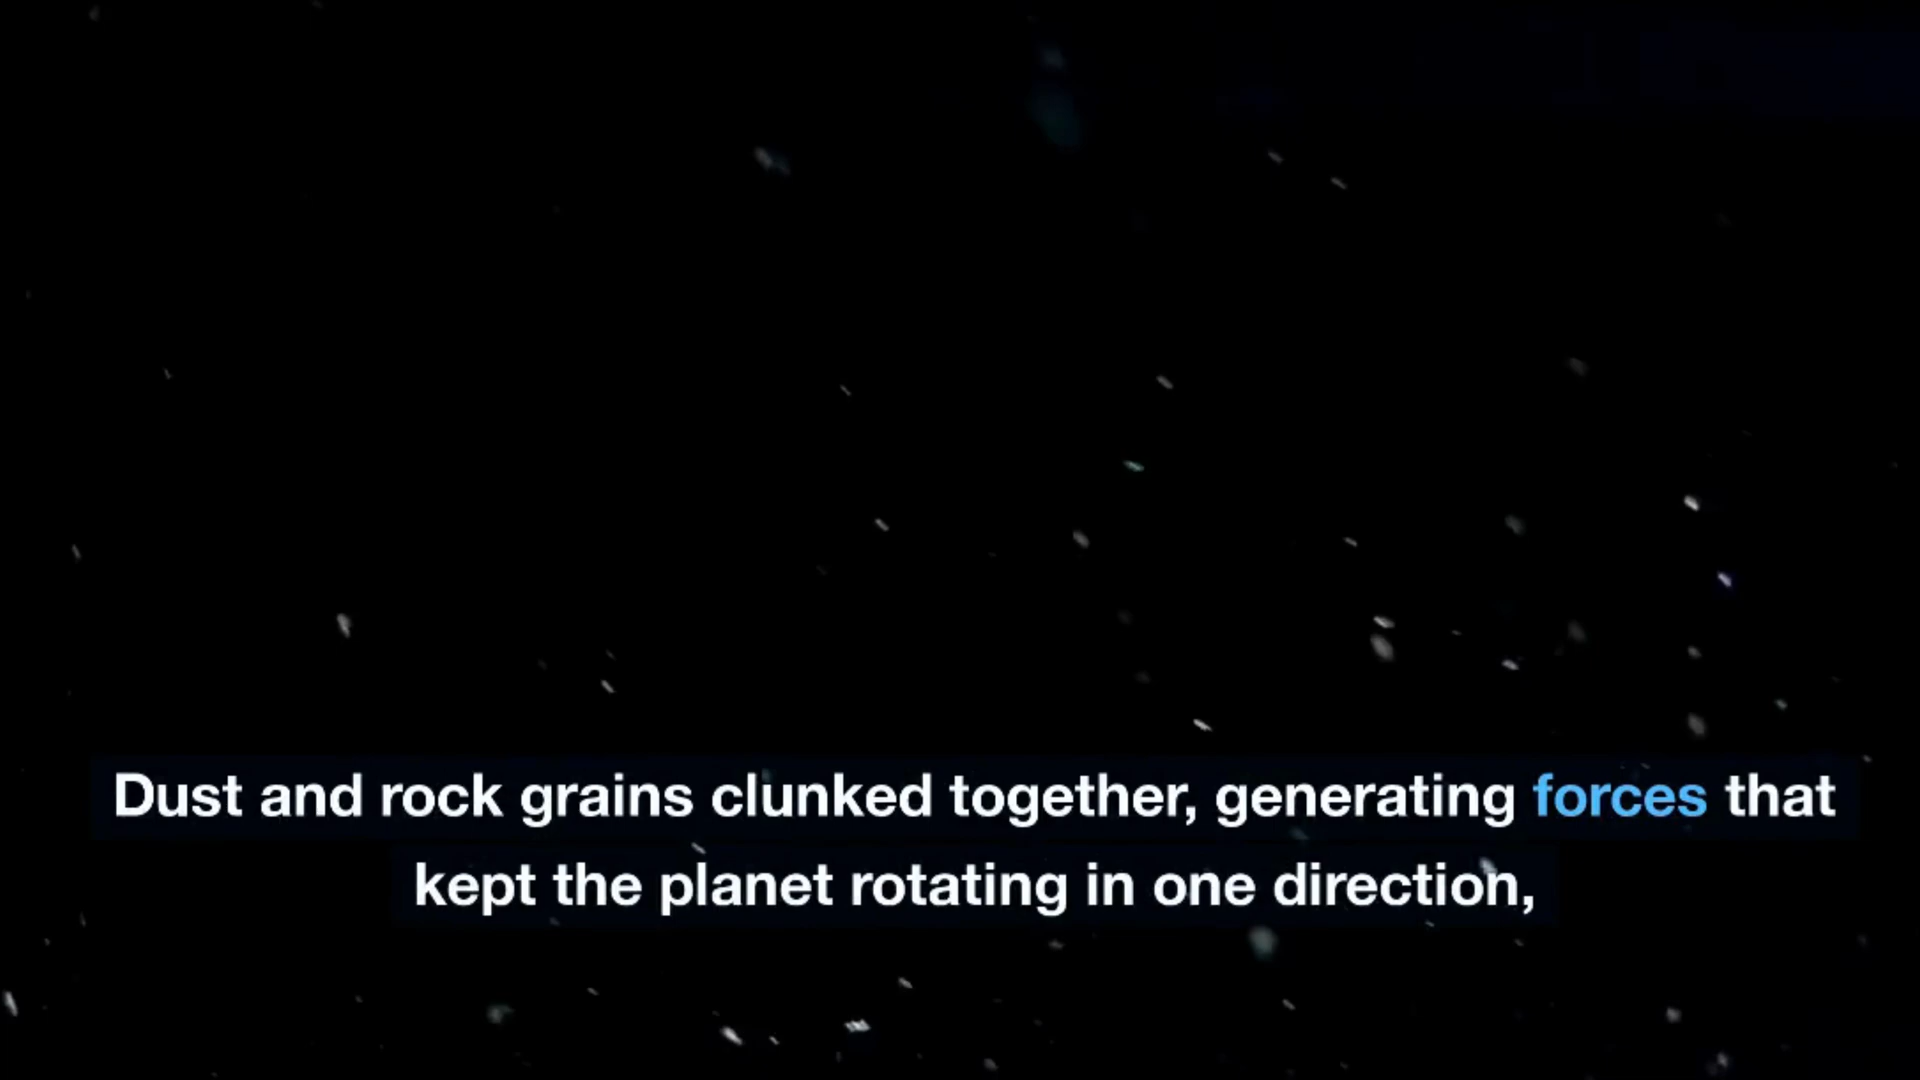 Dust and rock grains clunked together, generating forces that
kept the planet rotating in one direction,